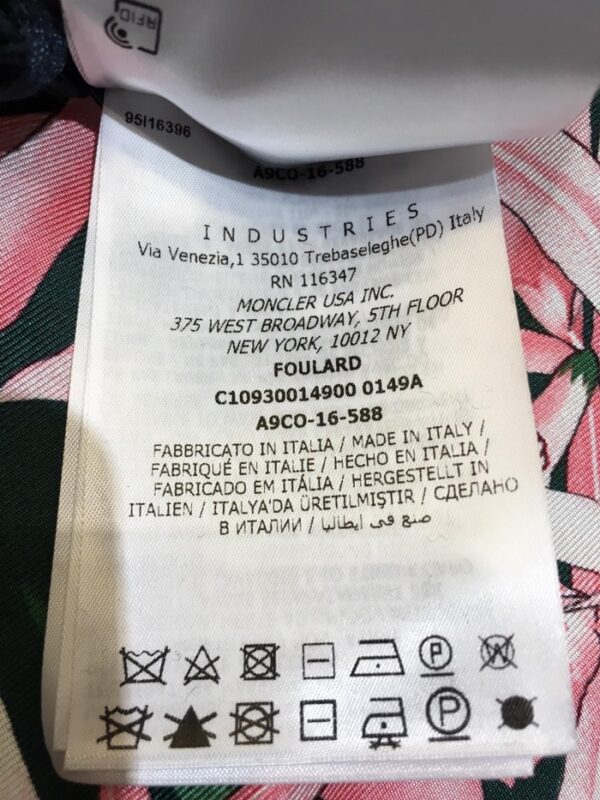 RFID
95I16396
A9CO-16-588
INDUSTRIES
Via Venezia,1 35010 Trebaseleghe(PD) Italy
RN 116347
MONCLER USA INC.
375 WEST BROADWAY, 5TH FLOOR
NEW YORK, 10012 NY
FOULARD
C10930014900 0149A
A9CO-16-588
FABBRICATO IN ITALIA / MADE IN ITALY /
FABRIQUÉ EN ITALIE / HECHO EN ITALIA /
FABRICADO EM ITÁLIA / HERGESTELLT IN
ITALIEN / ITALYA'DA ÜRETILMIŞTIR / СДЕЛАНО
В ИТАЛИИ / صنع في ايطاليا
P W
P